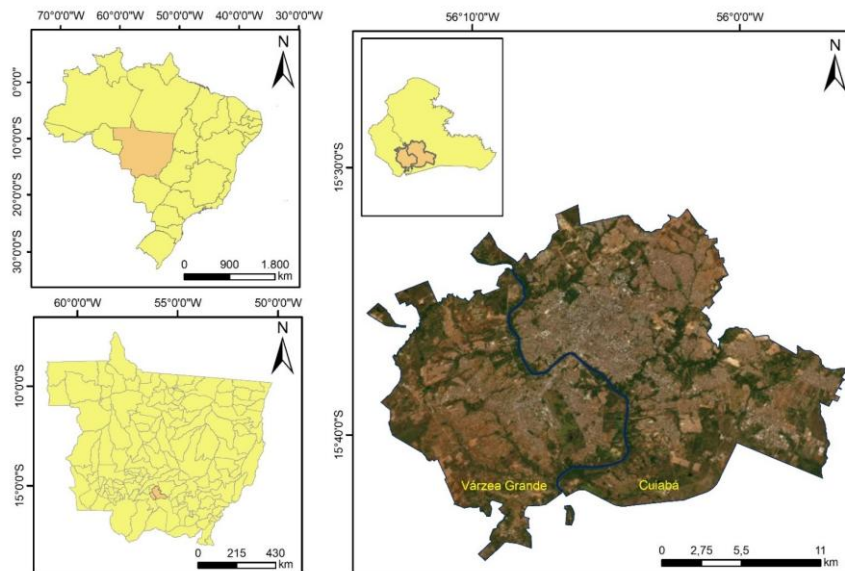 70°0'0"W 60°0'0"W 50°0'0"W 40°0'0"W
N
0°0'0"
10°0'0"S
20°0'0"S
30°0'0"S
0 900 1.800
km
60°0'0"W 55°0'0"W 50°0'0"W
N
10°0'0"S
15°0'0"S
0 215 430
km
56°10'0"W 56°0'0"W
N
15°30'0"S
15°40'0"S
Várzea Grande Cuiabá
0 2,75 5,5 11
km